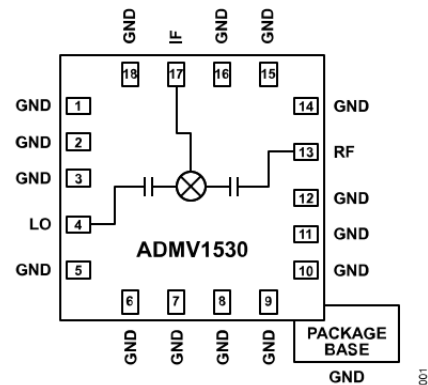 GND IF GND GND
18 17 16 15
GND 1 14 GND
GND 2 13 RF
GND 3
12 GND
LO 4
11 GND
ADMV1530
GND 5 10 GND
6 7 8 9
GND GND GND GND
PACKAGE
BASE
GND
001